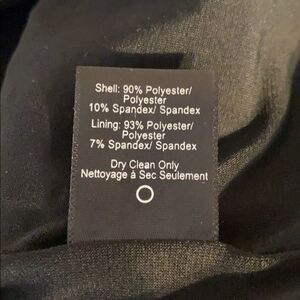 Shell: 90% Polyester/
Polyester
10% Spandex/ Spandex
Lining: 93% Polyester/
Polyester
7% Spandex/ Spandex
Dry Clean Only
Nettoyage à Sec Seulement